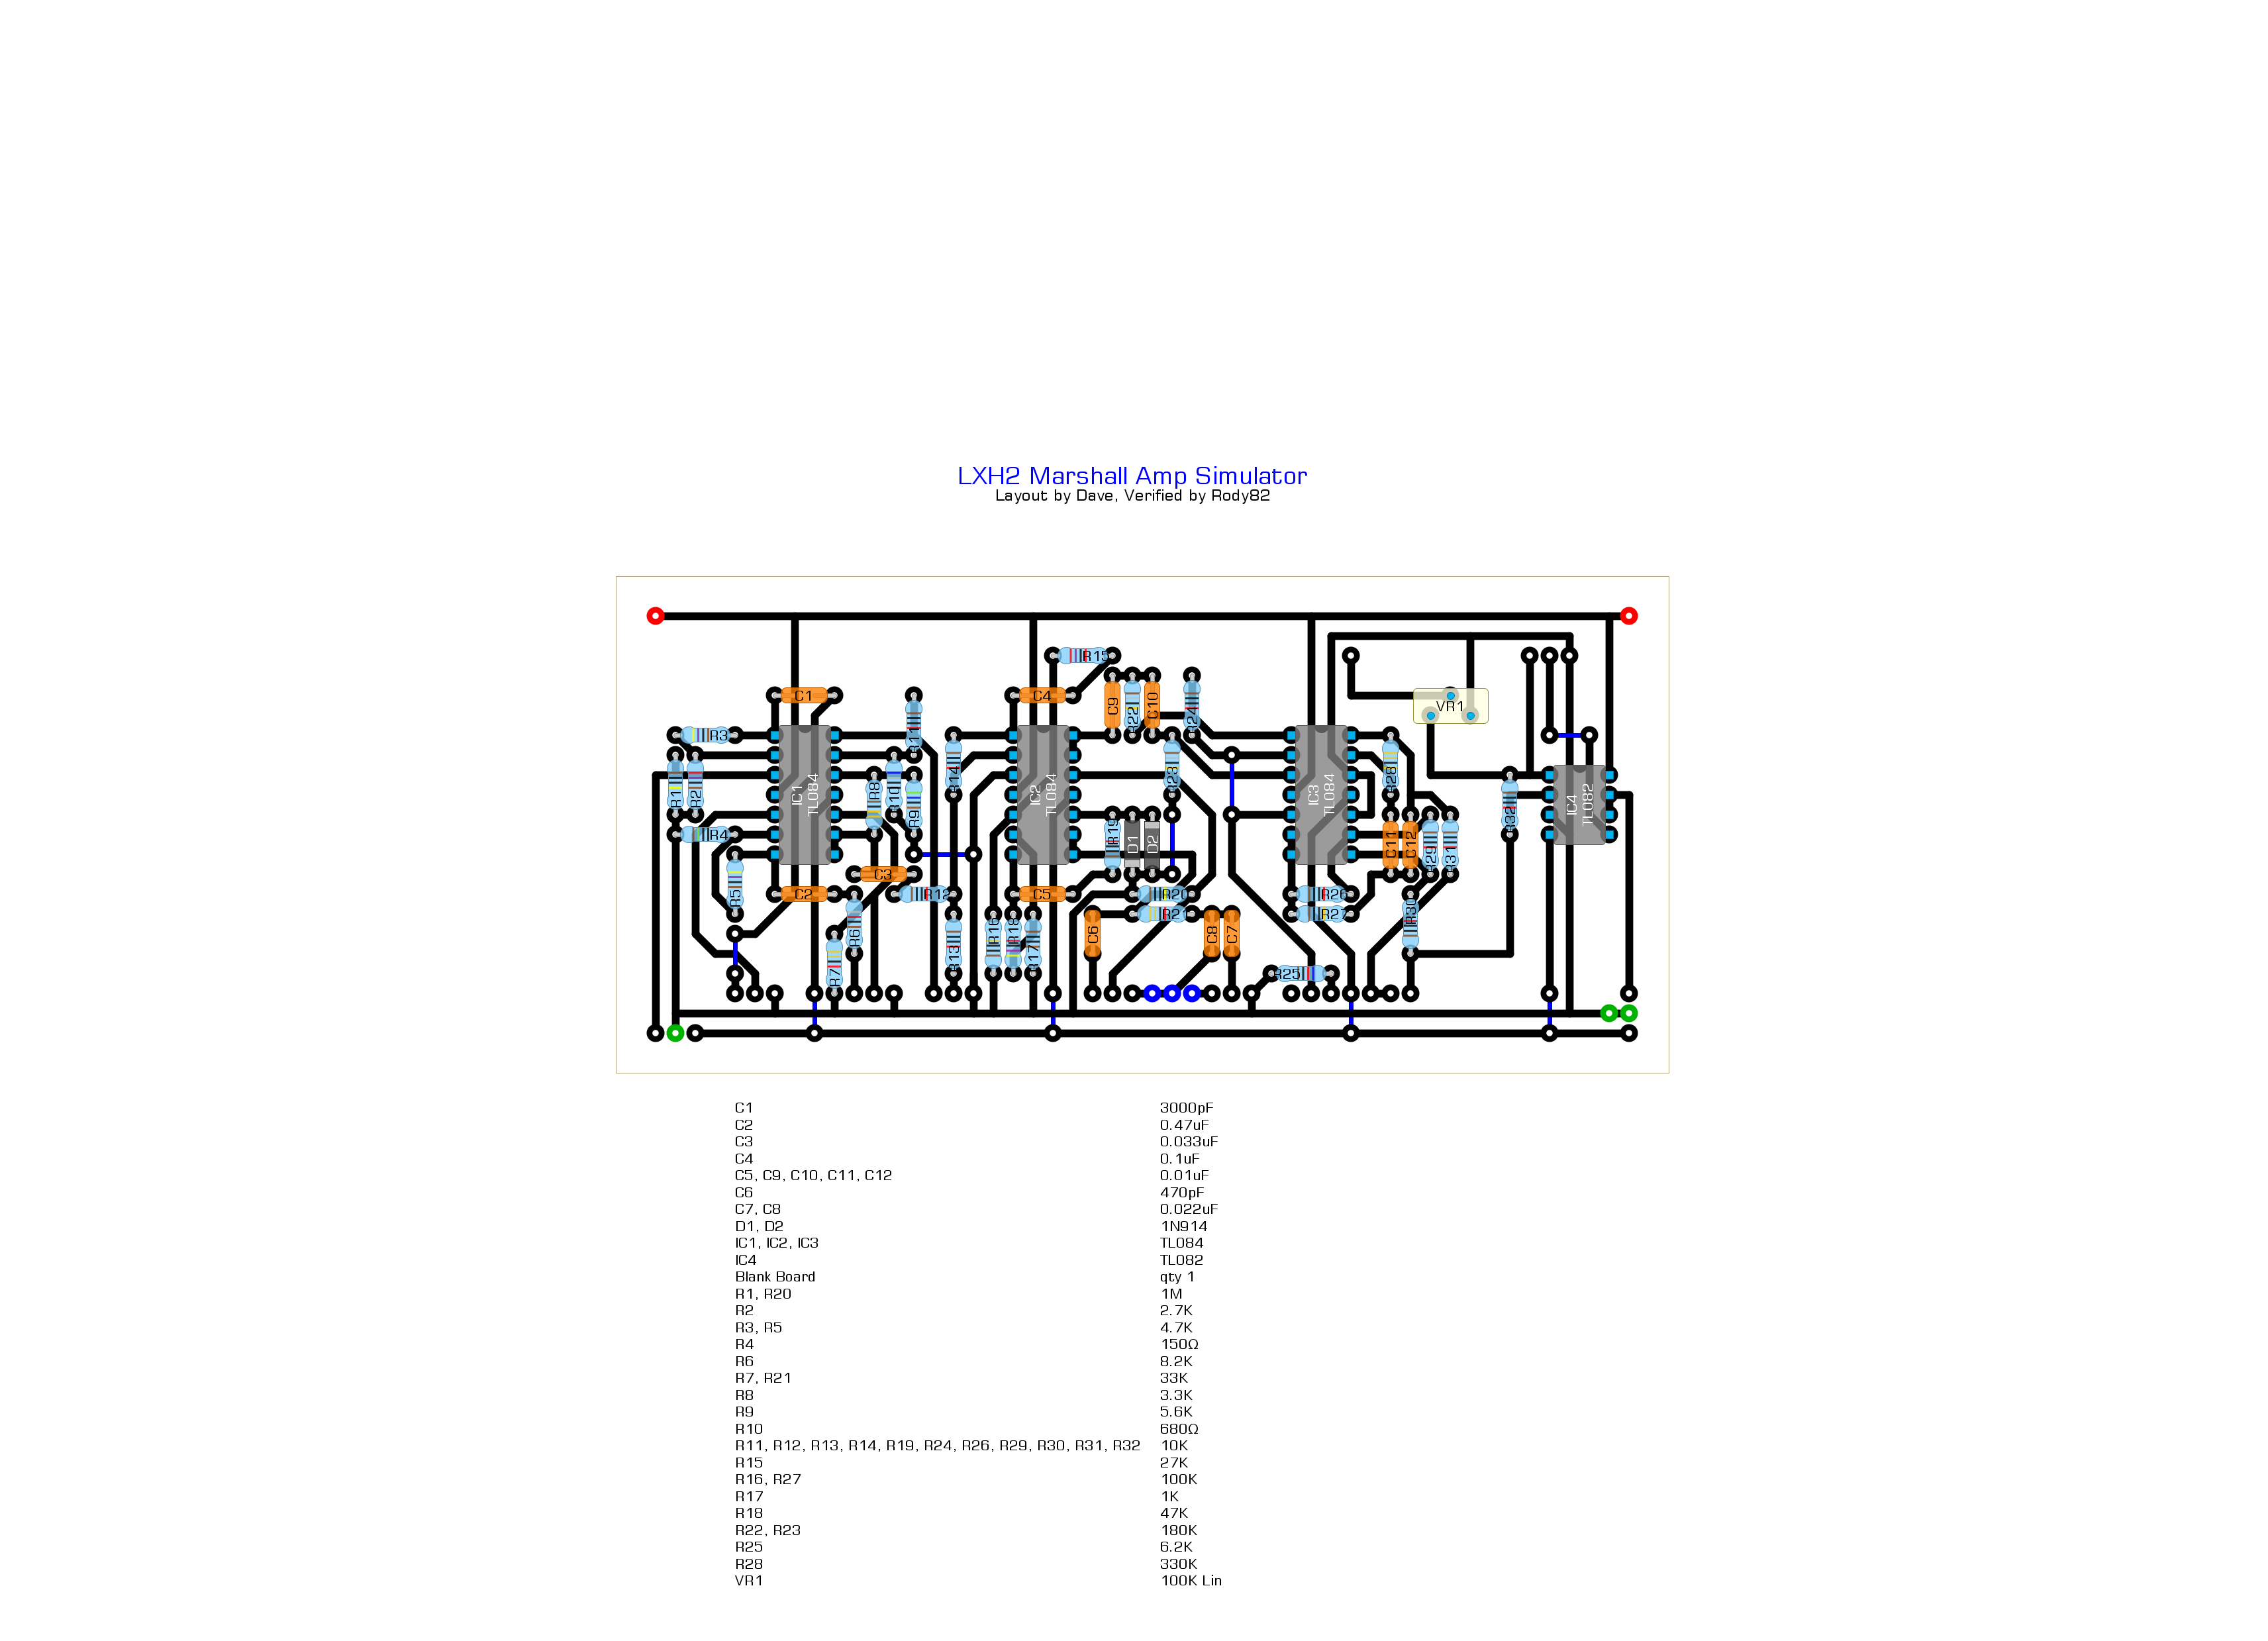 LXH2 Marshall Amp Simulator
Layout by Dave, Verified by Rody82
R15
C1
C4
C9
R22
C10
R24
VR1
R11
R3
R14
R23
R28
R1
R2
IC1
TL084
R8
R10
R9
IC2
TL084
IC3
TL084
R32
IC4
TL082
R4
R19
D1
D2
C11
C12
R29
R31
C3
R5
C2
R12
C5
R20
R26
R6
R21
R27
R30
C6
C8
C7
R7
R13
R16
R18
R17
R25
C1 3000pF
C2 0.47uF
C3 0.033uF
C4 0.1uF
C5, C9, C10, C11, C12 0.01uF
C6 470pF
C7, C8 0.022uF
D1, D2 1N914
IC1, IC2, IC3 TL084
IC4 TL082
Blank Board qty 1
R1, R20 1M
R2 2.7K
R3, R5 4.7K
R4 150Ω
R6 8.2K
R7, R21 33K
R8 3.3K
R9 5.6K
R10 680Ω
R11, R12, R13, R14, R19, R24, R26, R29, R30, R31, R32 10K
R15 27K
R16, R27 100K
R17 1K
R18 47K
R22, R23 180K
R25 6.2K
R28 330K
VR1 100K Lin